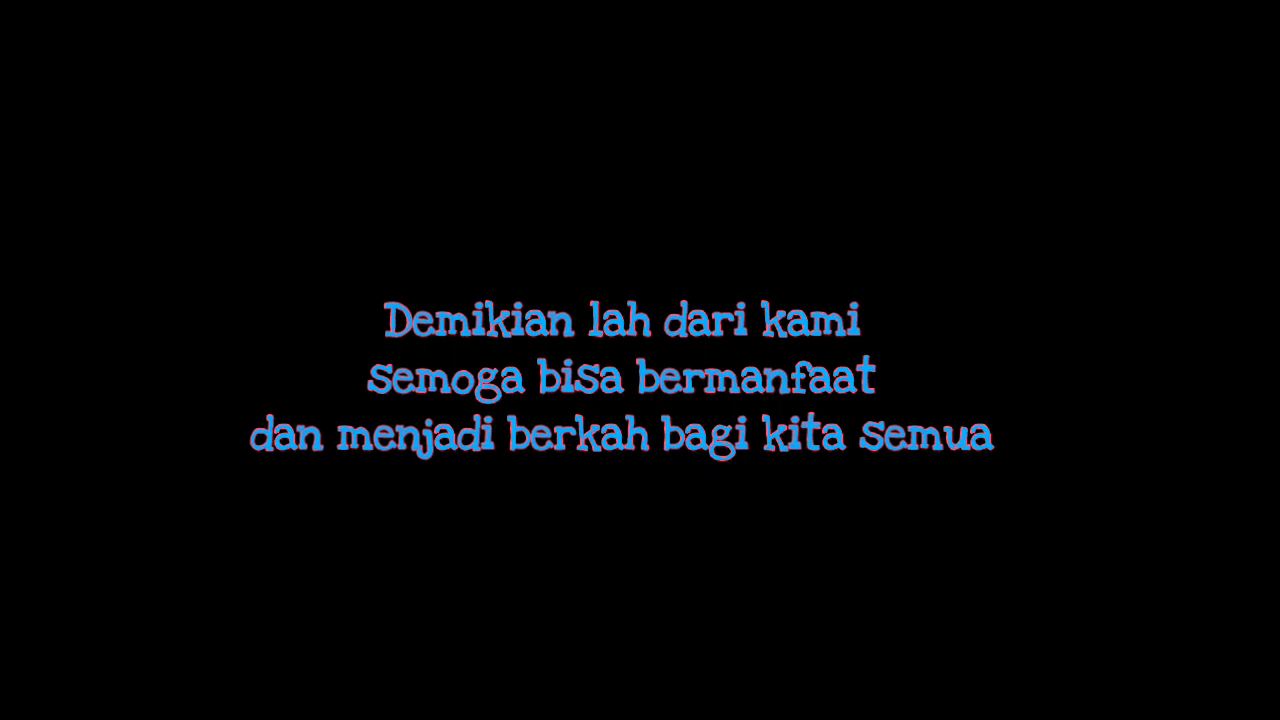 Demikian lah dari kami
semoga bisa bermanfaat
dan menjadi berkah bagi kita semua